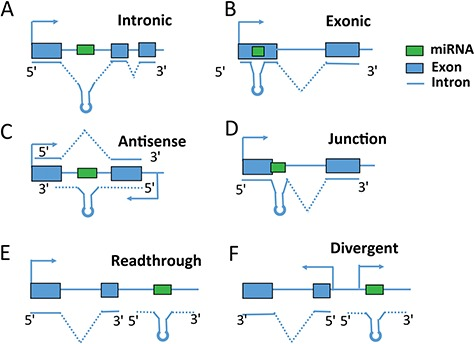 A Intronic
5' 3'
B Exonic
5' 3'
miRNA
Exon
Intron
C Antisense
5' 3'
3' 5'
D Junction
5' 3'
E Readthrough
5' 3' 5' 3'
F Divergent
3' 5' 5' 3'